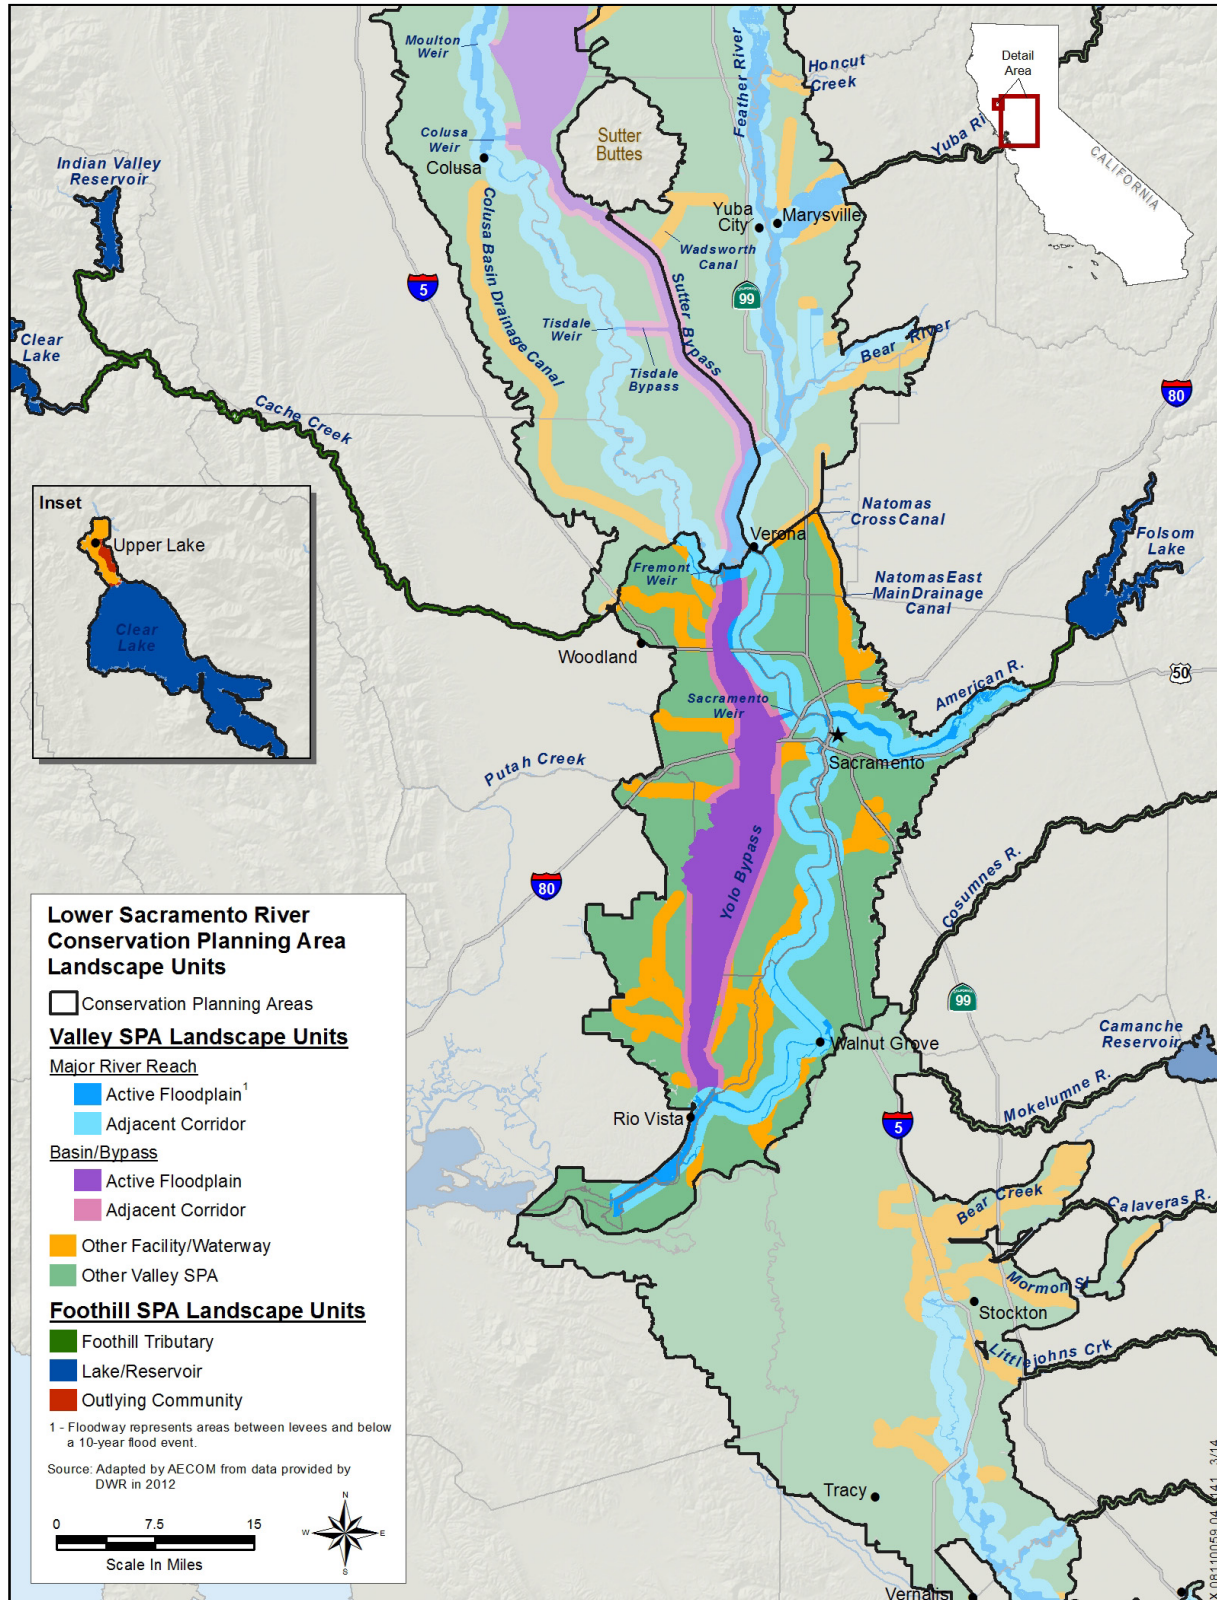 Moulton
Weir
Feather River
Honcut
Creek
Detail
Area
Yuba Ri
CALIFORNIA
Colusa
Weir
Colusa
Sutter
Buttes
Indian Valley
Reservoir
Colusa Basin Drainage Canal
Yuba
City
Marysville
Wadsworth
Canal
5
99
Sutter Bypass
Tisdale
Weir
Tisdale
Bypass
Bear River
Clear
Lake
80
Cache Creek
Inset
Upper Lake
Clear
Lake
Natomas
Cross Canal
Verona
Folsom
Lake
Fremont
Weir
Natomas East
Main Drainage
Canal
Woodland
50
American R.
Sacramento
Weir
Sacramento
Putah Creek
Yolo Bypass
80
Cosumnes R.
99
Walnut Grove
Camanche
Reservoir
Mokelumne R.
Rio Vista
5
Bear Creek
Calaveras R.
Mormon Sl
Stockton
Littlejohns Crk
Tracy
Vernalis
Lower Sacramento River
Conservation Planning Area
Landscape Units
Conservation Planning Areas
Valley SPA Landscape Units
Major River Reach
Active Floodplain1
Adjacent Corridor
Basin/Bypass
Active Floodplain
Adjacent Corridor
Other Facility/Waterway
Other Valley SPA
Foothill SPA Landscape Units
Foothill Tributary
Lake/Reservoir
Outlying Community
1 - Floodway represents areas between levees and below
a 10-year flood event.
Source: Adapted by AECOM from data provided by
DWR in 2012
0 7.5 15
Scale In Miles
N
W E
S
3/14